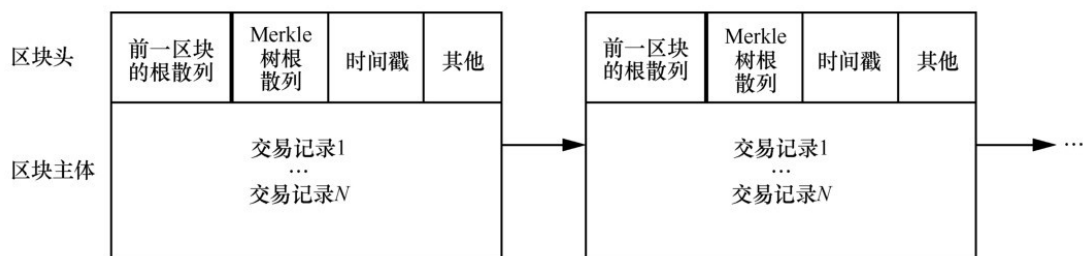 区块头
前一区块
的根散列
Merkle
树根
散列
时间戳
其他
前一区块
的根散列
Merkle
树根
散列
时间戳
其他
区块主体
交易记录1
…
交易记录N
交易记录1
…
交易记录N
…